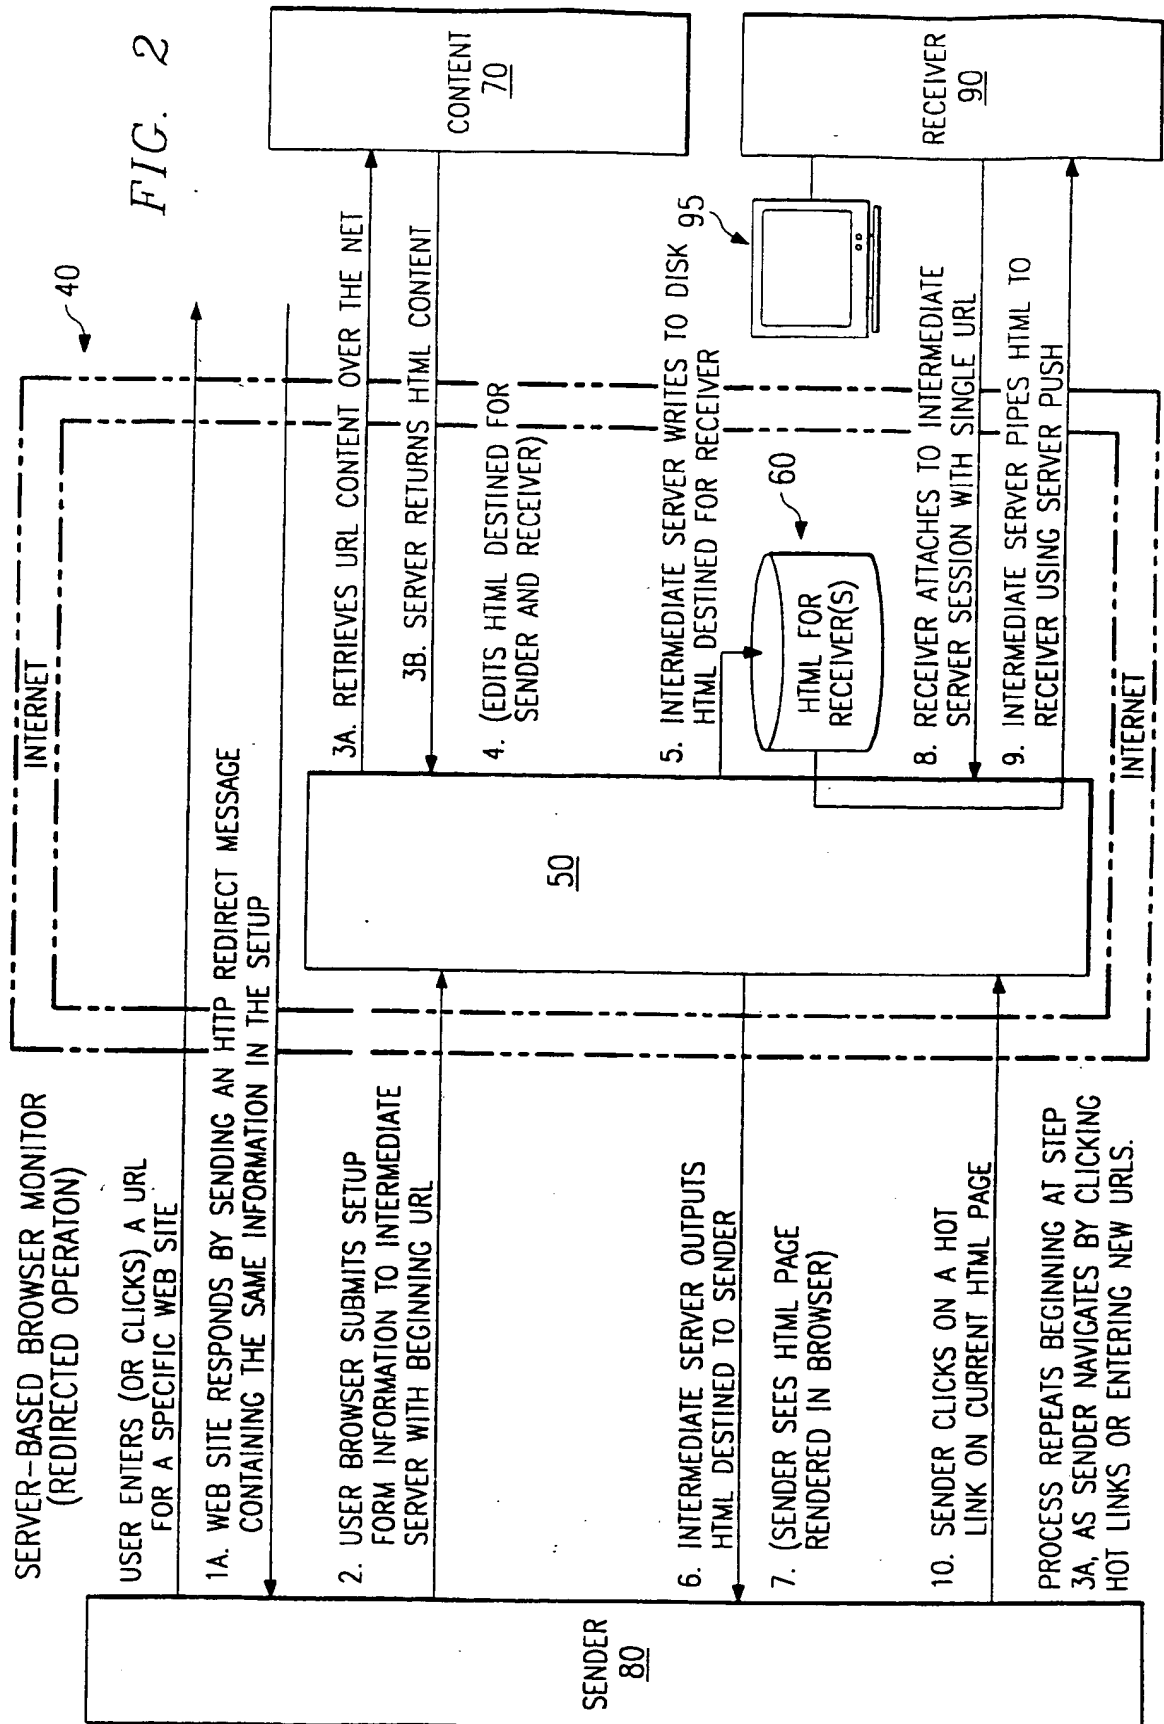 FIG. 2
SERVER-BASED BROWSER MONITOR
(REDIRECTED OPERATON)
INTERNET
40
USER ENTERS (OR CLICKS) A URL
FOR A SPECIFIC WEB SITE
1A. WEB SITE RESPONDS BY SENDING AN HTTP REDIRECT MESSAGE
CONTAINING THE SAME INFORMATION IN THE SETUP
2. USER BROWSER SUBMITS SETUP
FORM INFORMATION TO INTERMEDIATE
SERVER WITH BEGINNING URL
3A. RETRIEVES URL CONTENT OVER THE NET
3B. SERVER RETURNS HTML CONTENT
CONTENT
70
4. (EDITS HTML DESTINED FOR
SENDER AND RECEIVER)
50
SENDER
80
5. INTERMEDIATE SERVER WRITES TO DISK
HTML DESTINED FOR RECEIVER
95
60
HTML FOR
RECEIVER(S)
6. INTERMEDIATE SERVER OUTPUTS
HTML DESTINED TO SENDER
7. (SENDER SEES HTML PAGE
RENDERED IN BROWSER)
RECEIVER
90
8. RECEIVER ATTACHES TO INTERMEDIATE
SERVER SESSION WITH SINGLE URL
9. INTERMEDIATE SERVER PIPES HTML TO
RECEIVER USING SERVER PUSH
10. SENDER CLICKS ON A HOT
LINK ON CURRENT HTML PAGE
PROCESS REPEATS BEGINNING AT STEP
3A, AS SENDER NAVIGATES BY CLICKING
HOT LINKS OR ENTERING NEW URLS.
INTERNET